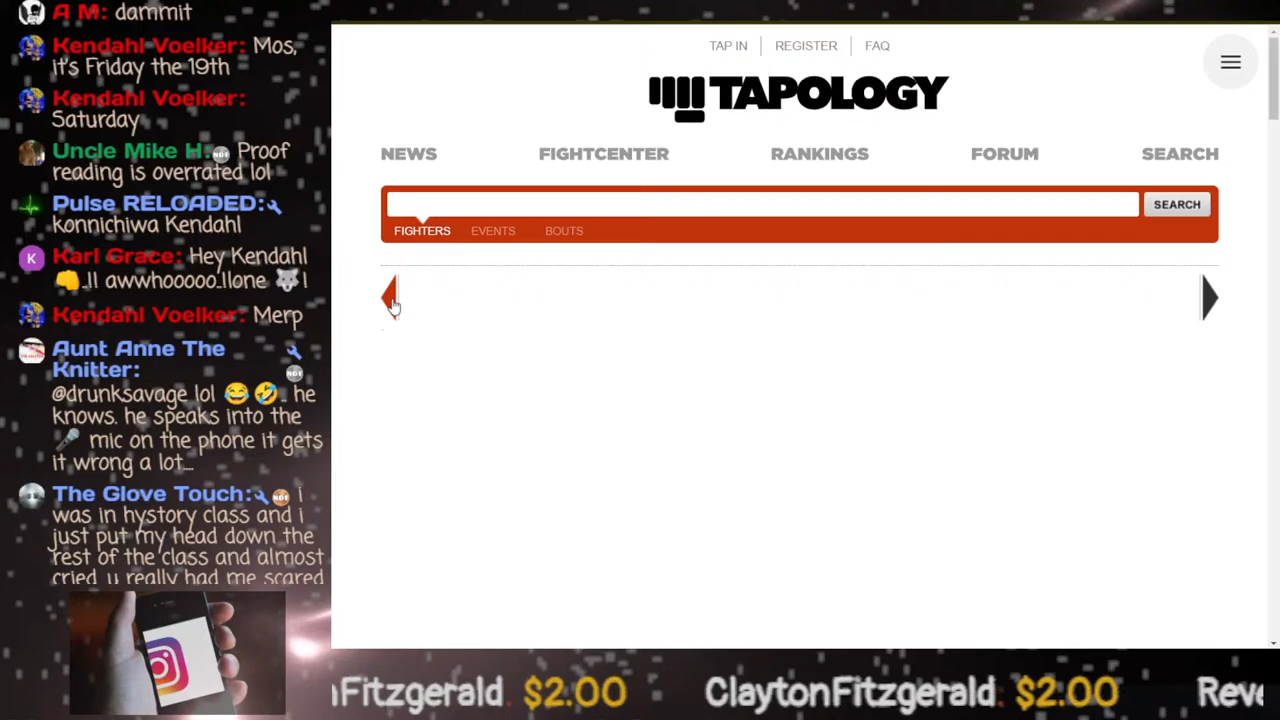 A M: dammit
Kendahl Voelker: Mos,
it's Friday the 19th
Kendahl Voelker:
Saturday
Uncle Mike H: Proof
reading is overrated lol
Pulse RELOADED:
konnichiwa Kendahl
K
Karl Grace: Hey Kendahl
..!! awwhooooo..!lone !
Kendahl Voelker: Merp
Aunt Anne The
Knitter:
@drunksavage lol .. he
knows. he speaks into the
mic on the phone it gets
it wrong a lot....
The Glove Touch: i
was in hystory class and i
just put my head down the
rest of the class and almost
cried. u really had me scared
TAP IN
REGISTER
FAQ
TAPOLOGY
NEWS
FIGHTCENTER
RANKINGS
FORUM
SEARCH
SEARCH
FIGHTERS
EVENTS
BOUTS
nFitzgerald. $2.00 ClaytonFitzgerald. $2.00 Reve